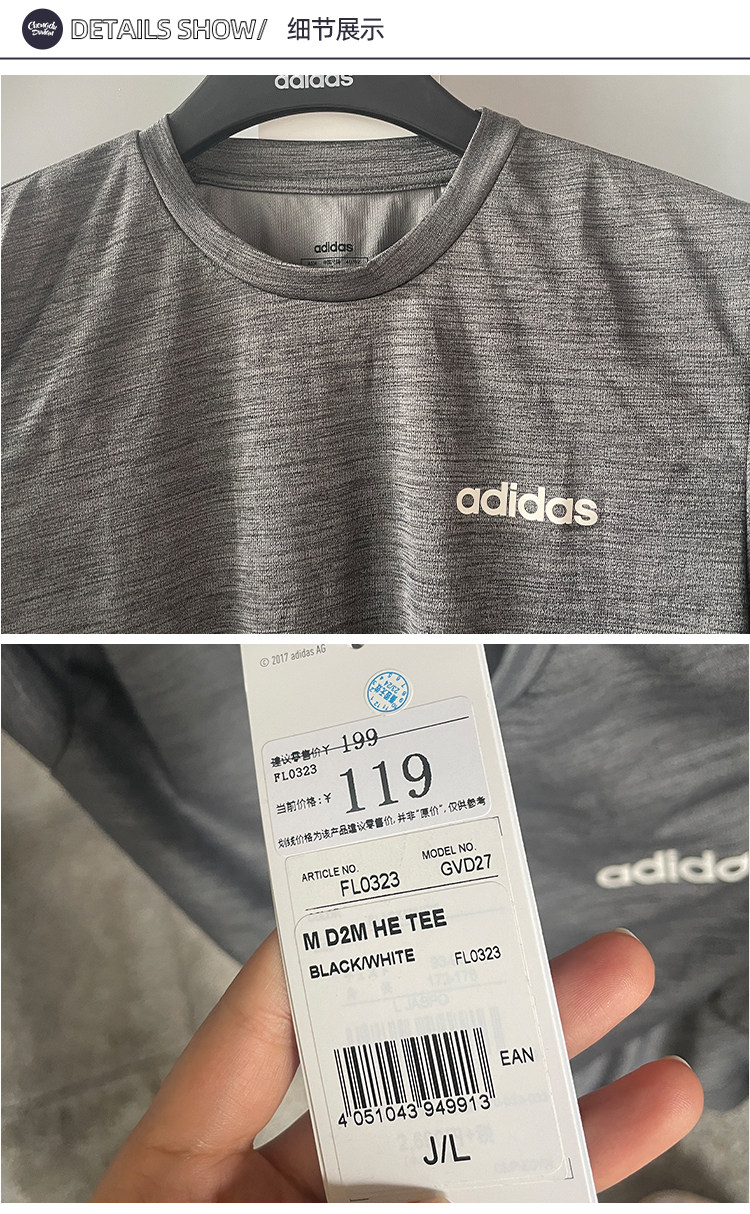 Chengdu
DETAILS SHOW/ 细节展示
adidas
adidas
adidas
© 2017 adidas AG
建议零售价¥ 199
FL0323
当前价格:¥ 119
划线价格为该产品建议零售价,并非“原价”,仅供参考
ARTICLE NO. MODEL NO.
FL0323 GVD27
M D2M HE TEE
BLACK/WHITE FL0323
EAN
4 051043 949913
J/L
adidas